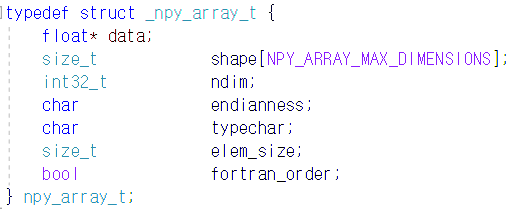 typedef struct _npy_array_t {
    float* data;
    size_t          shape[NPY_ARRAY_MAX_DIMENSIONS];
    int32_t         ndim;
    char            endianness;
    char            typechar;
    size_t          elem_size;
    bool            fortran_order;
} npy_array_t;